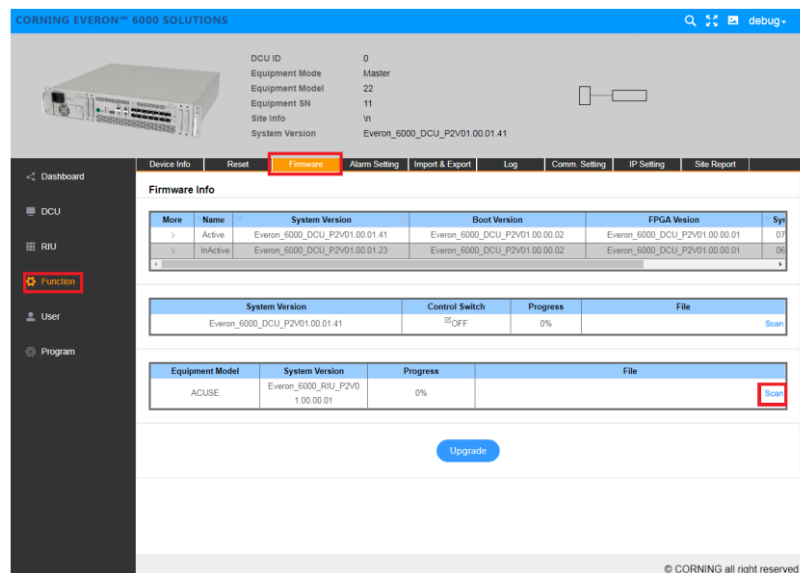 CORNING EVERON™ 6000 SOLUTIONS
debug
DCU ID 0
Equipment Mode Master
Equipment Model 22
Equipment SN 11
Site Info \n
System Version Everon_6000_DCU_P2V01.00.01.41
Device Info Reset Firmware Alarm Setting Import & Export Log Comm. Setting IP Setting Site Report
Dashboard
DCU
RIU
Function
User
Program
Firmware Info
More Name System Version Boot Version FPGA Vesion Sys
> Active Everon_6000_DCU_P2V01.00.01.41 Everon_6000_DCU_P2V01.00.00.02 Everon_6000_DCU_P2V01.00.00.01 07
> InActive Everon_6000_DCU_P2V01.00.01.23 Everon_6000_DCU_P2V01.00.00.02 Everon_6000_DCU_P2V01.00.00.01 06
System Version Control Switch Progress File
Everon_6000_DCU_P2V01.00.01.41 OFF 0% Scan
Equipment Model System Version Progress File
ACUSE Everon_6000_RIU_P2V0 0% Scan
1.00.00.01
Upgrade
© CORNING all right reserved